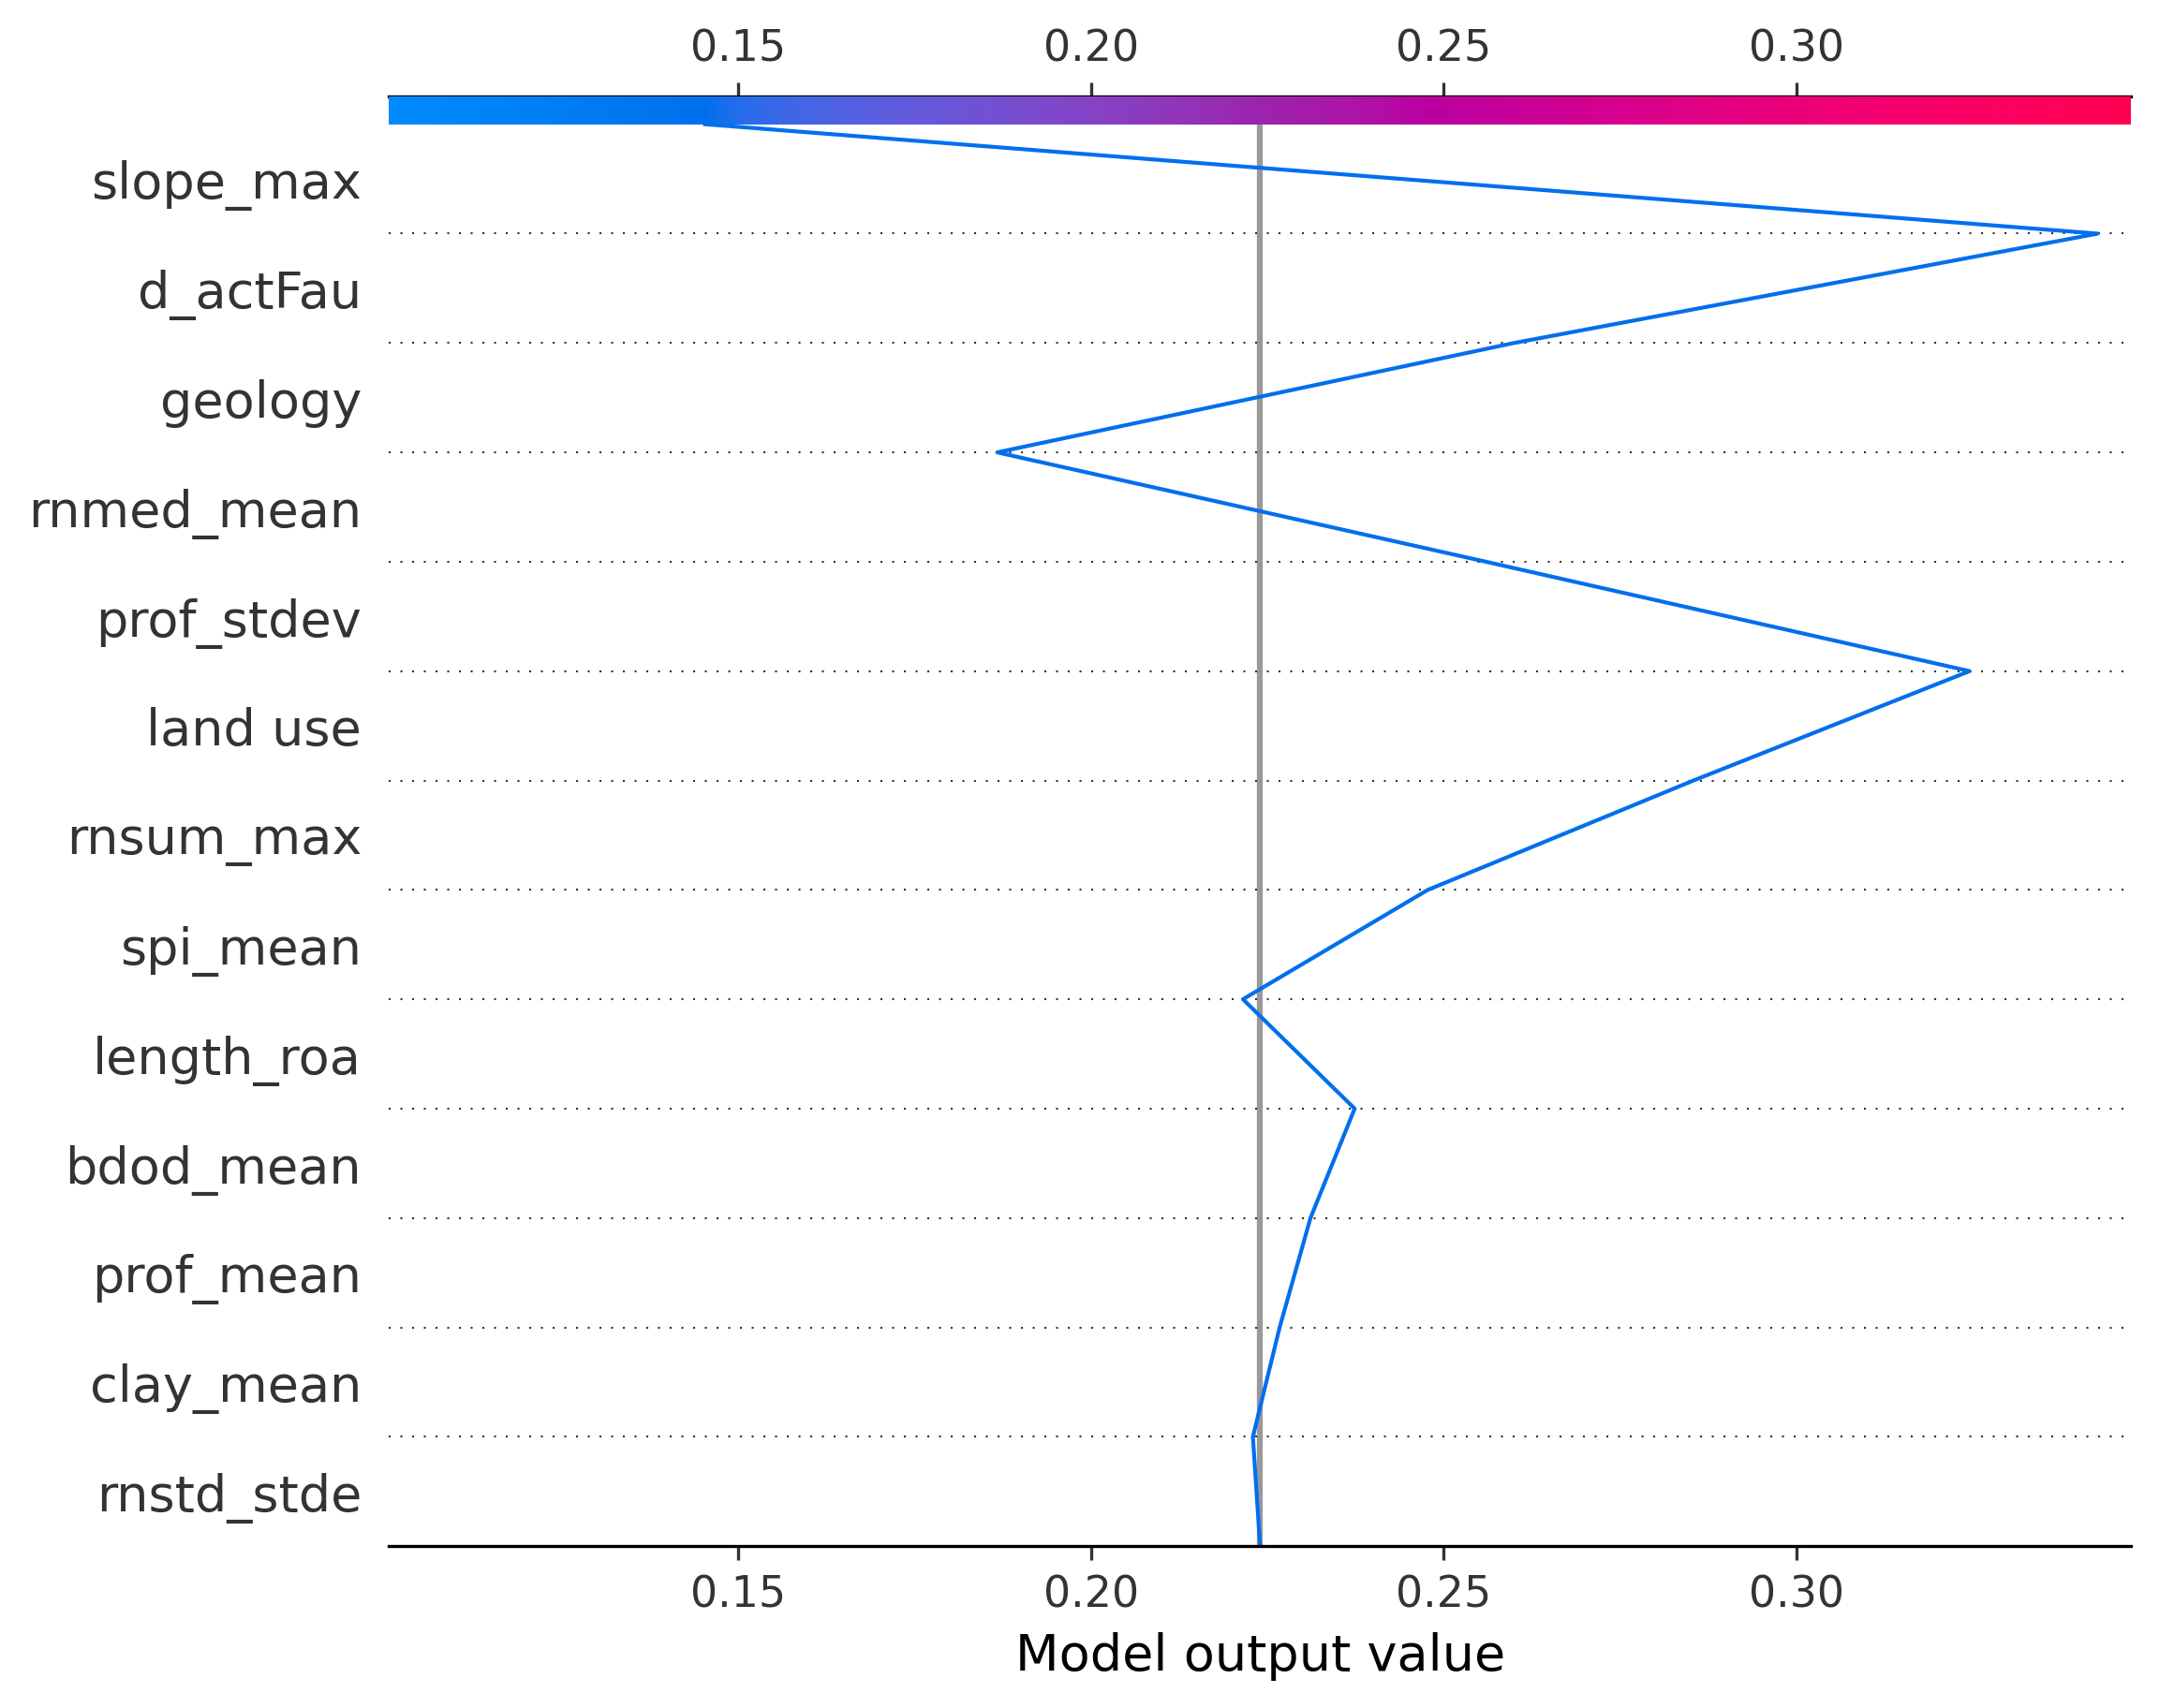 0.15 0.20 0.25 0.30
slope_max
d_actFau
geology
rnmed_mean
prof_stdev
land use
rnsum_max
spi_mean
length_roa
bdod_mean
prof_mean
clay_mean
rnstd_stde
0.15 0.20 0.25 0.30
Model output value